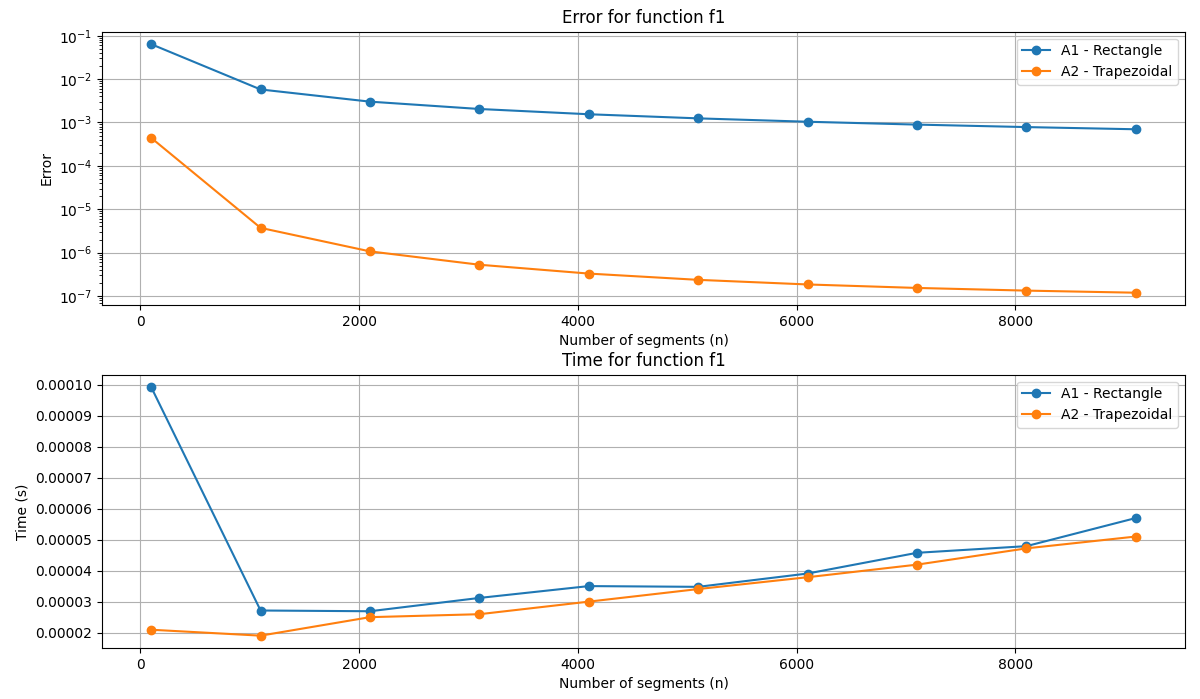 Error for function f1
10⁻¹
10⁻²
10⁻³
10⁻⁴
10⁻⁵
10⁻⁶
10⁻⁷
Error
A1 - Rectangle
A2 - Trapezoidal
0 2000 4000 6000 8000
Number of segments (n)
Time for function f1
0.00010
0.00009
0.00008
0.00007
0.00006
0.00005
0.00004
0.00003
0.00002
Time (s)
A1 - Rectangle
A2 - Trapezoidal
0 2000 4000 6000 8000
Number of segments (n)